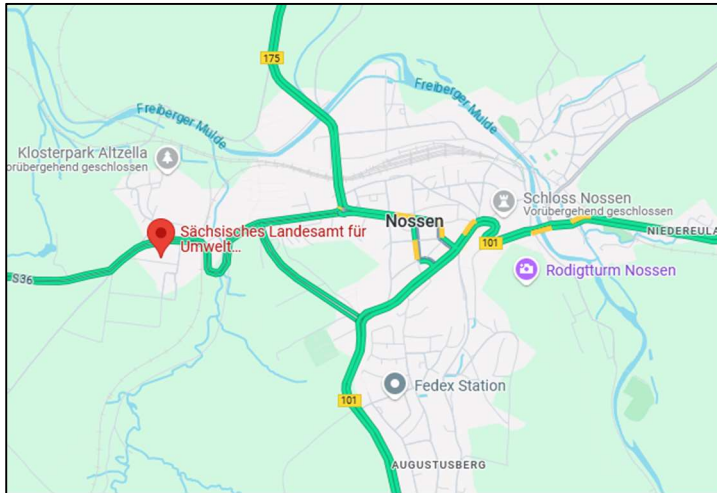 175
Freiberger Mulde
Freiberger Mulde
Klosterpark Altzella
orübergehend geschlossen
Schloss Nossen
Vorübergehend geschlossen
Nossen
Sächsisches Landesamt für
Umwelt...
101
NIEDEREULA
S36
Rodigtturm Nossen
Fedex Station
101
AUGUSTUSBERG